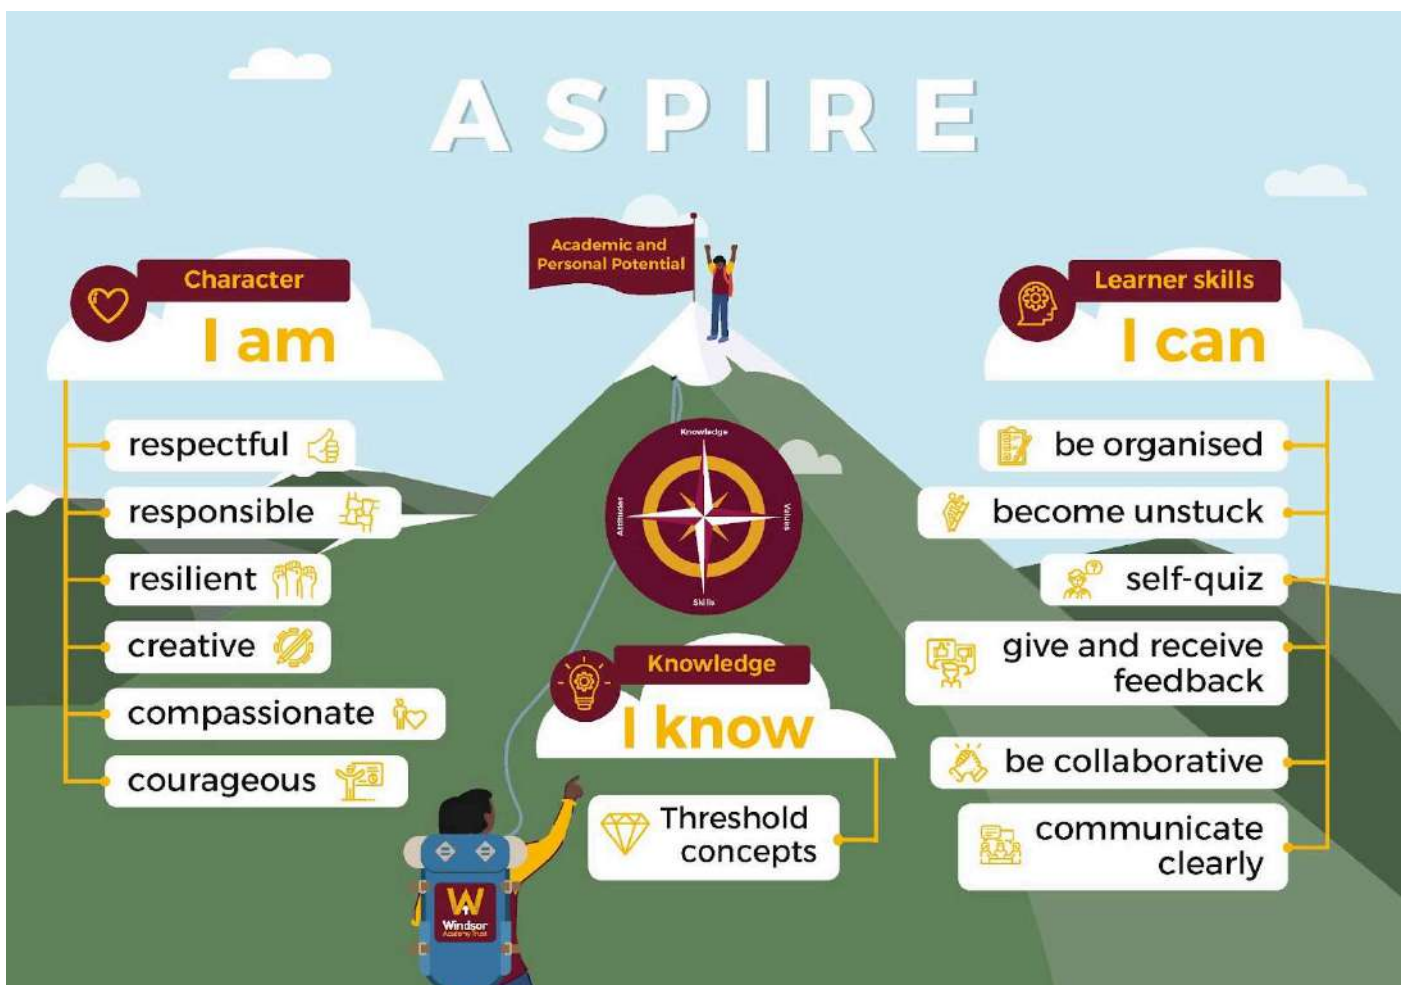 ASPIRE
Academic and
Personal Potential
Character
I am
respectful
responsible
resilient
creative
compassionate
courageous
Knowledge
Attitudes
Values
Skills
Knowledge
I know
Threshold
concepts
Learner skills
I can
be organised
become unstuck
self-quiz
give and receive
feedback
be collaborative
communicate
clearly
W
Windsor
Academy Trust